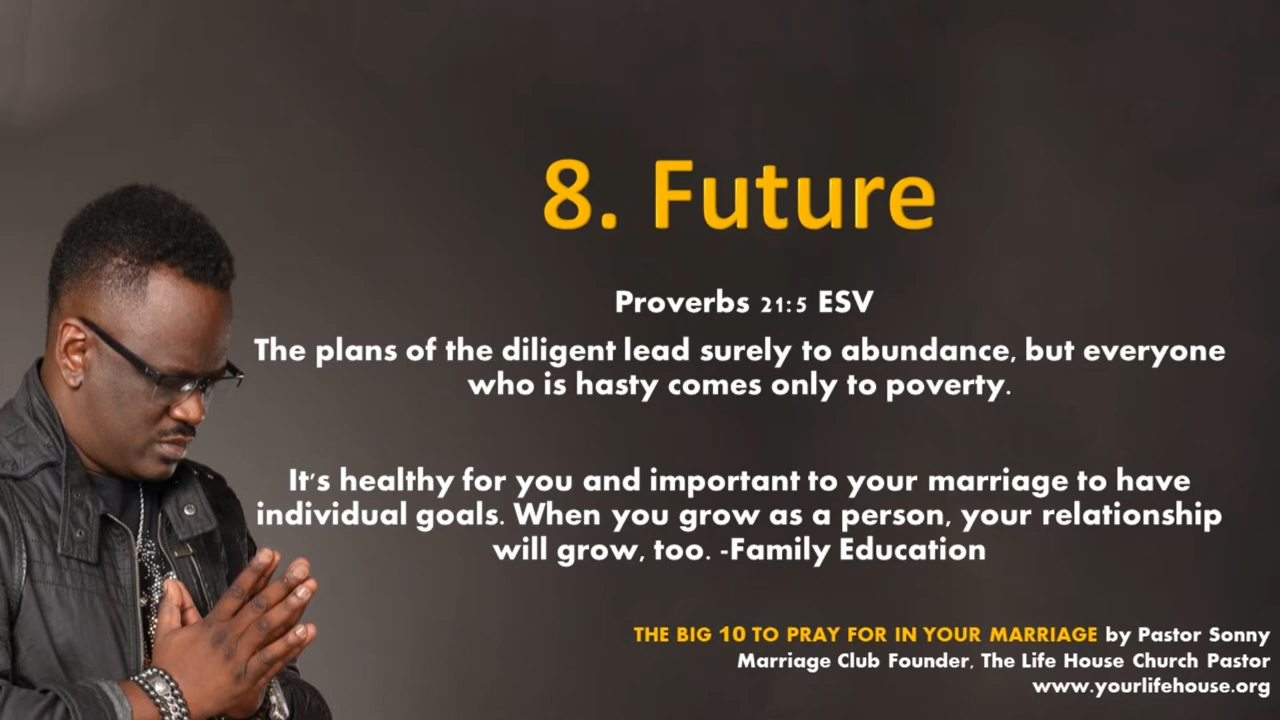 8. Future
Proverbs 21:5 ESV
The plans of the diligent lead surely to abundance, but everyone
who is hasty comes only to poverty.
It's healthy for you and important to your marriage to have
individual goals. When you grow as a person, your relationship
will grow, too. -Family Education
THE BIG 10 TO PRAY FOR IN YOUR MARRIAGE by Pastor Sonny
Marriage Club Founder, The Life House Church Pastor
www.yourlifehouse.org